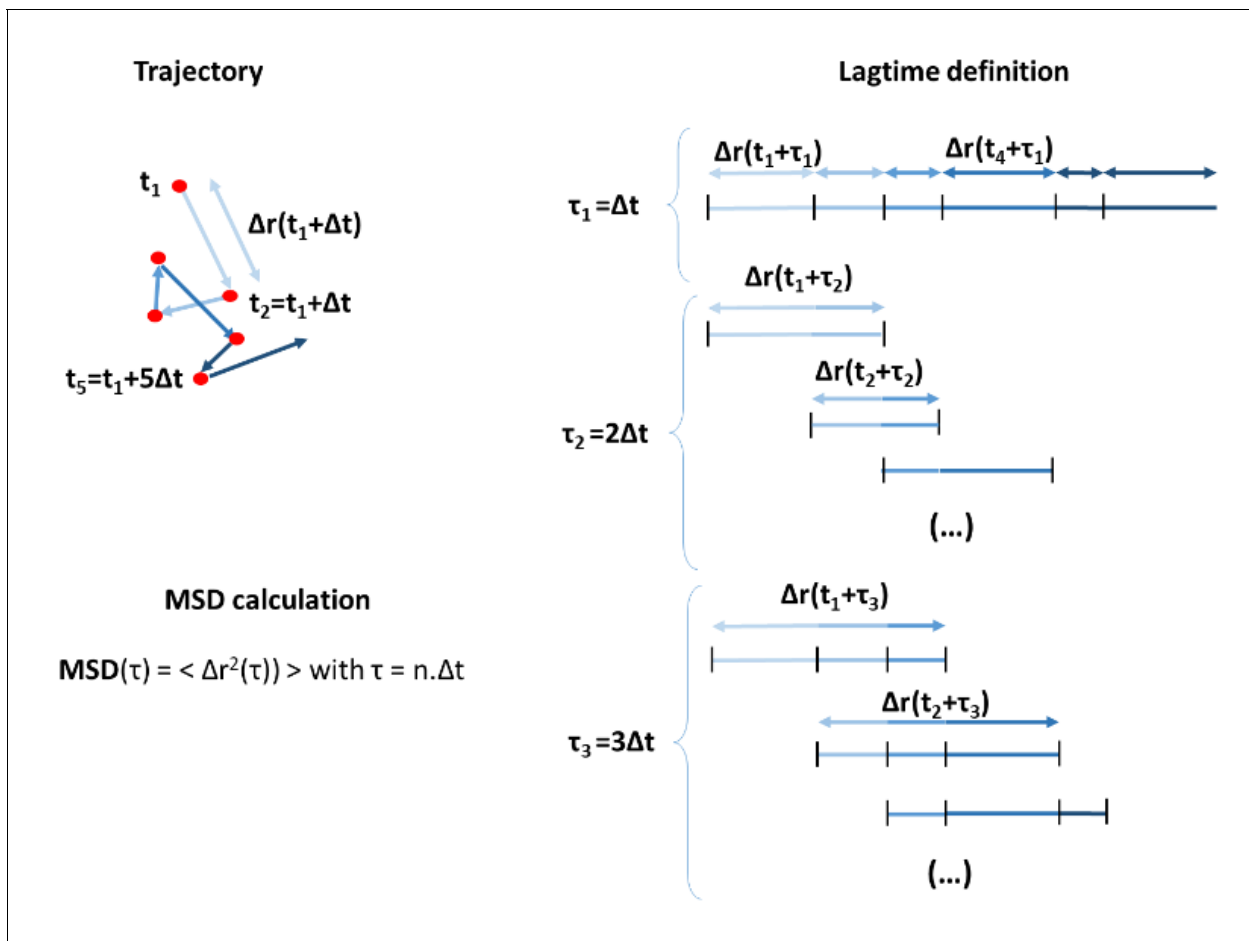 Trajectory
t₁
Δr(t₁+Δt)
t₂=t₁+Δt
t₅=t₁+5Δt
MSD calculation
MSD(τ) = < Δr²(τ)) > with τ = n.Δt
Lagtime definition
τ₁=Δt
Δr(t₁+τ₁)
Δr(t₄+τ₁)
τ₂=2Δt
Δr(t₁+τ₂)
Δr(t₂+τ₂)
(...)
τ₃=3Δt
Δr(t₁+τ₃)
Δr(t₂+τ₃)
(...)